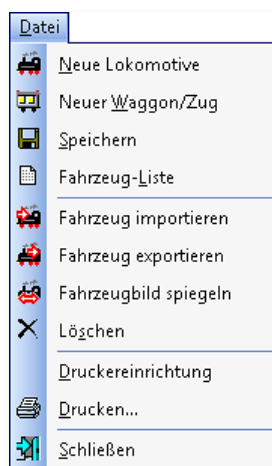 Datei
Neue Lokomotive
Neuer Waggon/Zug
Speichern
Fahrzeug-Liste
Fahrzeug importieren
Fahrzeug exportieren
Fahrzeugbild spiegeln
Löschen
Druckereinrichtung
Drucken...
Schließen